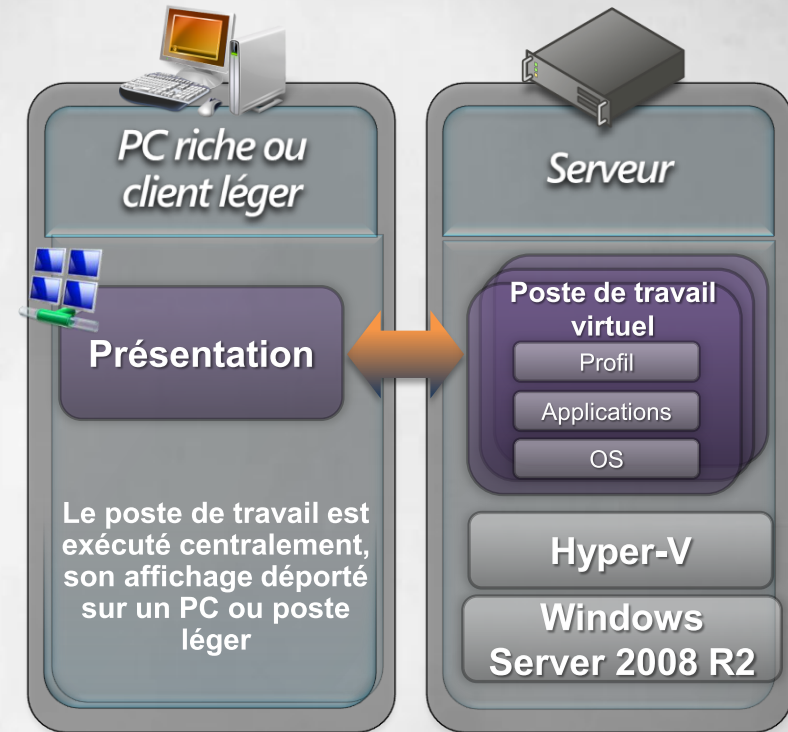 PC riche ou
client léger
Présentation
Le poste de travail est
exécuté centralement,
son affichage déporté
sur un PC ou poste
léger
Serveur
Poste de travail
virtuel
Profil
Applications
OS
Hyper-V
Windows
Server 2008 R2